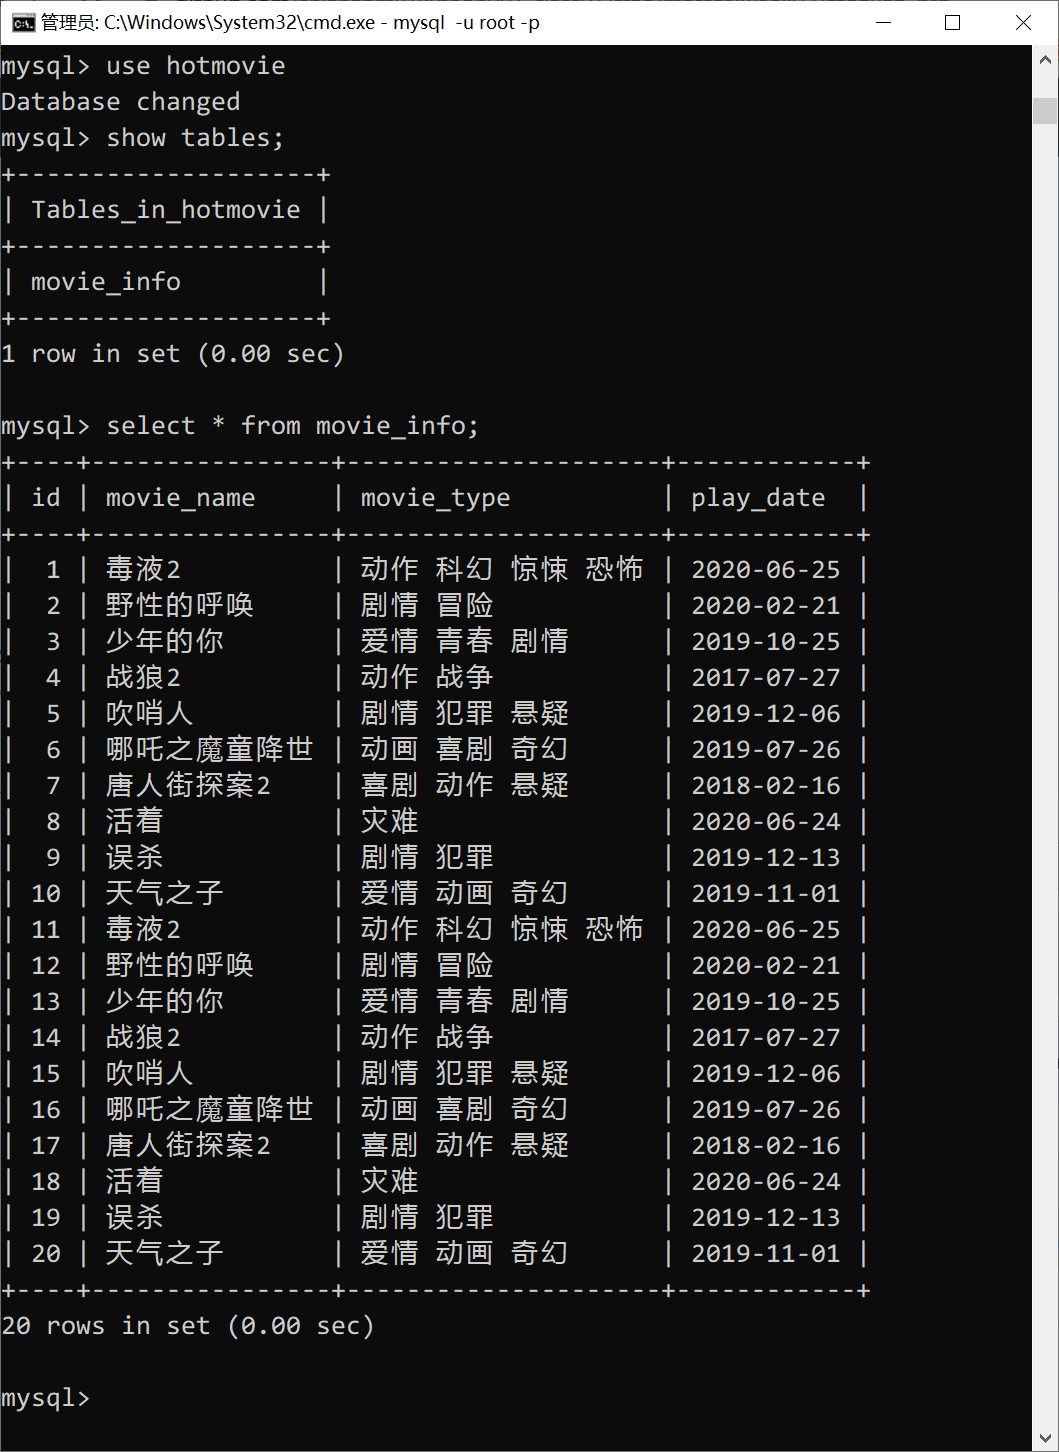 管理员: C:\Windows\System32\cmd.exe - mysql  -u root -p
mysql> use hotmovie
Database changed
mysql> show tables;
+--------------------+
| Tables_in_hotmovie |
+--------------------+
| movie_info         |
+--------------------+
1 row in set (0.00 sec)

mysql> select * from movie_info;
+----+----------------+---------------------+------------+
| id | movie_name     | movie_type          | play_date  |
+----+----------------+---------------------+------------+
|  1 | 毒液2          | 动作 科幻 惊悚 恐怖 | 2020-06-25 |
|  2 | 野性的呼唤     | 剧情 冒险           | 2020-02-21 |
|  3 | 少年的你       | 爱情 青春 剧情      | 2019-10-25 |
|  4 | 战狼2          | 动作 战争           | 2017-07-27 |
|  5 | 吹哨人         | 剧情 犯罪 悬疑      | 2019-12-06 |
|  6 | 哪吒之魔童降世 | 动画 喜剧 奇幻      | 2019-07-26 |
|  7 | 唐人街探案2    | 喜剧 动作 悬疑      | 2018-02-16 |
|  8 | 活着           | 灾难                | 2020-06-24 |
|  9 | 误杀           | 剧情 犯罪           | 2019-12-13 |
| 10 | 天气之子       | 爱情 动画 奇幻      | 2019-11-01 |
| 11 | 毒液2          | 动作 科幻 惊悚 恐怖 | 2020-06-25 |
| 12 | 野性的呼唤     | 剧情 冒险           | 2020-02-21 |
| 13 | 少年的你       | 爱情 青春 剧情      | 2019-10-25 |
| 14 | 战狼2          | 动作 战争           | 2017-07-27 |
| 15 | 吹哨人         | 剧情 犯罪 悬疑      | 2019-12-06 |
| 16 | 哪吒之魔童降世 | 动画 喜剧 奇幻      | 2019-07-26 |
| 17 | 唐人街探案2    | 喜剧 动作 悬疑      | 2018-02-16 |
| 18 | 活着           | 灾难                | 2020-06-24 |
| 19 | 误杀           | 剧情 犯罪           | 2019-12-13 |
| 20 | 天气之子       | 爱情 动画 奇幻      | 2019-11-01 |
+----+----------------+---------------------+------------+
20 rows in set (0.00 sec)

mysql>